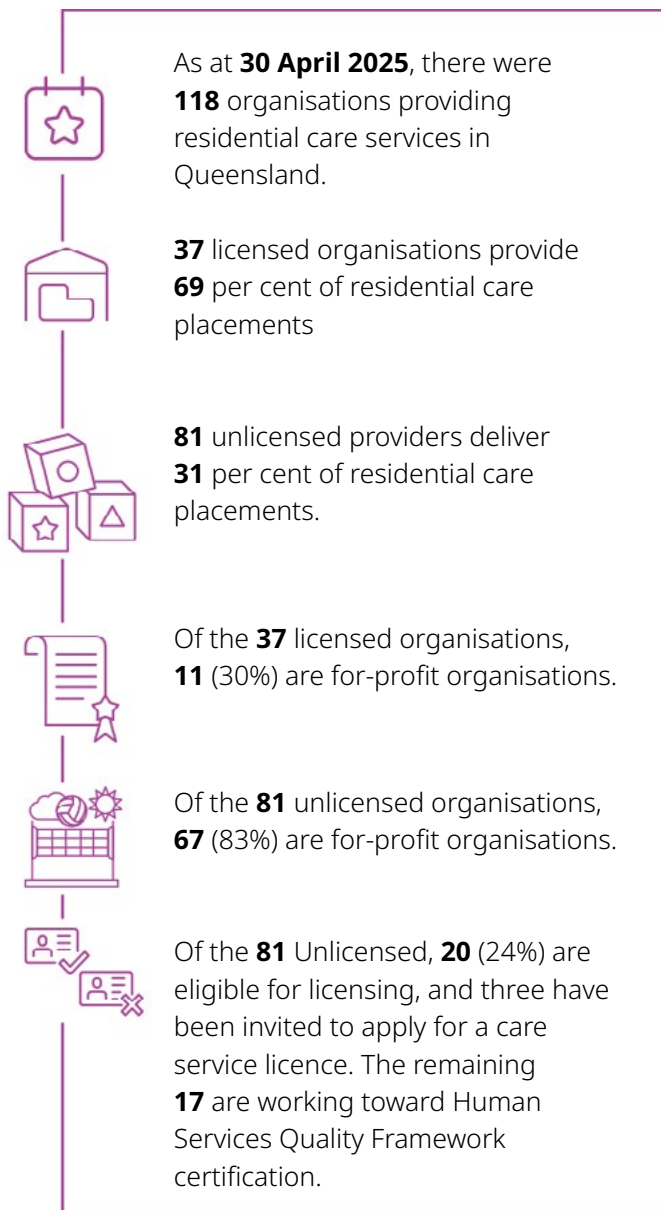 As at 30 April 2025, there were
118 organisations providing
residential care services in
Queensland.
37 licensed organisations provide
69 per cent of residential care
placements
81 unlicensed providers deliver
31 per cent of residential care
placements.
Of the 37 licensed organisations,
11 (30%) are for-profit organisations.
Of the 81 unlicensed organisations,
67 (83%) are for-profit organisations.
Of the 81 Unlicensed, 20 (24%) are
eligible for licensing, and three have
been invited to apply for a care
service licence. The remaining
17 are working toward Human
Services Quality Framework
certification.